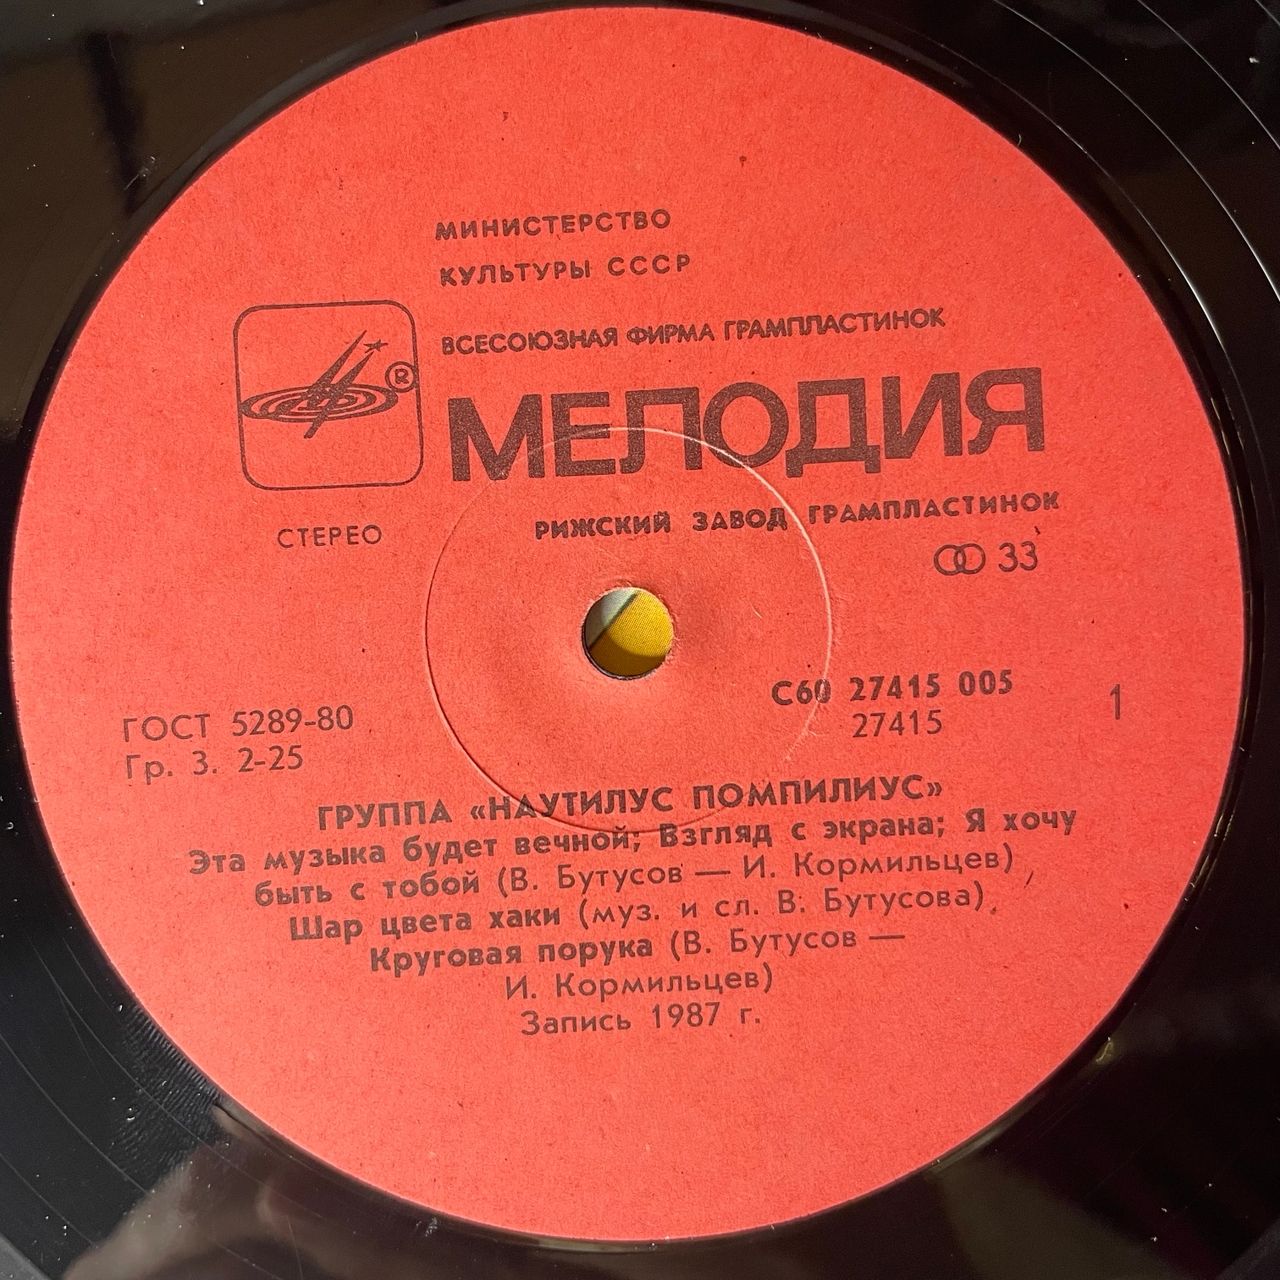 МИНИСТЕРСТВО
КУЛЬТУРЫ СССР
ВСЕСОЮЗНАЯ ФИРМА ГРАМПЛАСТИНОК
®
МЕЛОДИЯ
РИЖСКИЙ ЗАВОД ГРАМПЛАСТИНОК
СТЕРЕО
33
С60 27415 005
27415
1
ГОСТ 5289-80
Гр. 3. 2-25
ГРУППА «НАУТИЛУС ПОМПИЛИУС»
Эта музыка будет вечной; Взгляд с экрана; Я хочу
быть с тобой (В. Бутусов — И. Кормильцев)
Шар цвета хаки (муз. и сл. В. Бутусова)
Круговая порука (В. Бутусов —
И. Кормильцев)
Запись 1987 г.